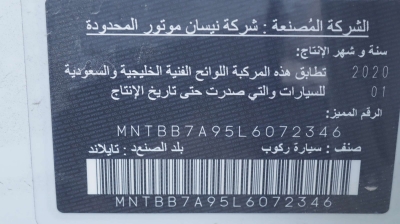 الشركة المُصنعة : شركة نيسان موتور المحدودة
سنة و شهر الإنتاج:
2020 تطابق هذه المركبة اللوائح الفنية الخليجية والسعودية
01 للسيارات والتي صدرت حتى تاريخ الإنتاج
الرقم المميز:
MNTBB7A95L6072346
صنف : سيارة ركوب بلد الصنعد : تايلاند
MNTBB7A95L6072346